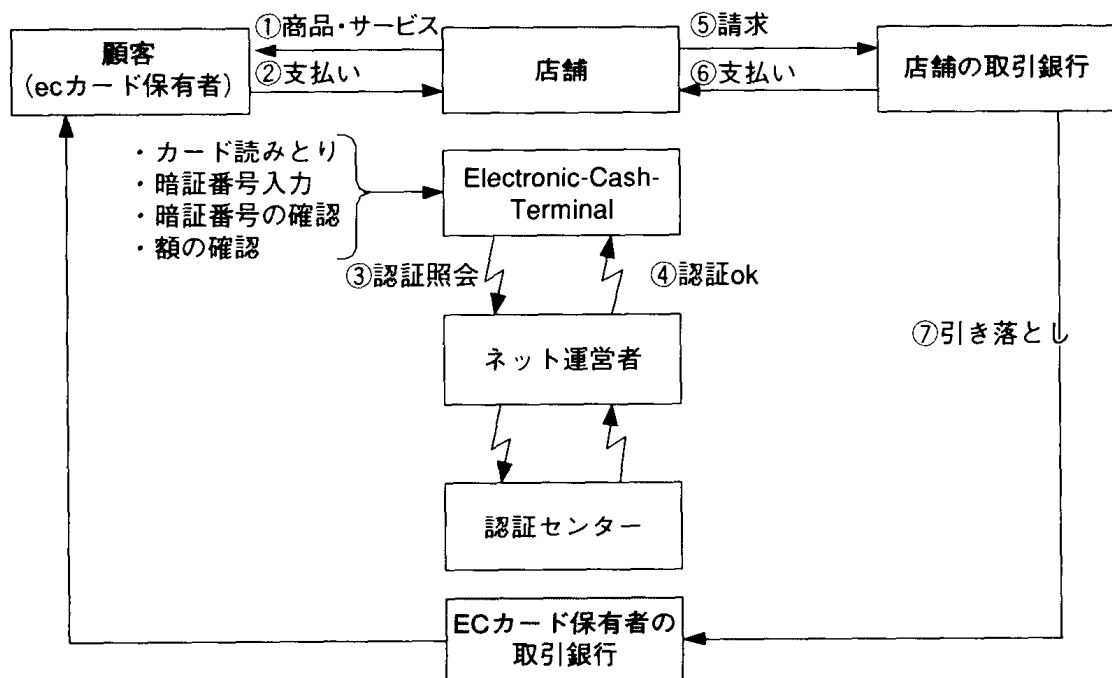 ①商品・サービス
⑤請求
顧客
(ecカード保有者)
店舗
店舗の取引銀行
②支払い
⑥支払い
・カード読みとり
・暗証番号入力
・暗証番号の確認
・額の確認
Electronic-Cash-
Terminal
③認証照会
④認証ok
⑦引き落とし
ネット運営者
認証センター
ECカード保有者の
取引銀行